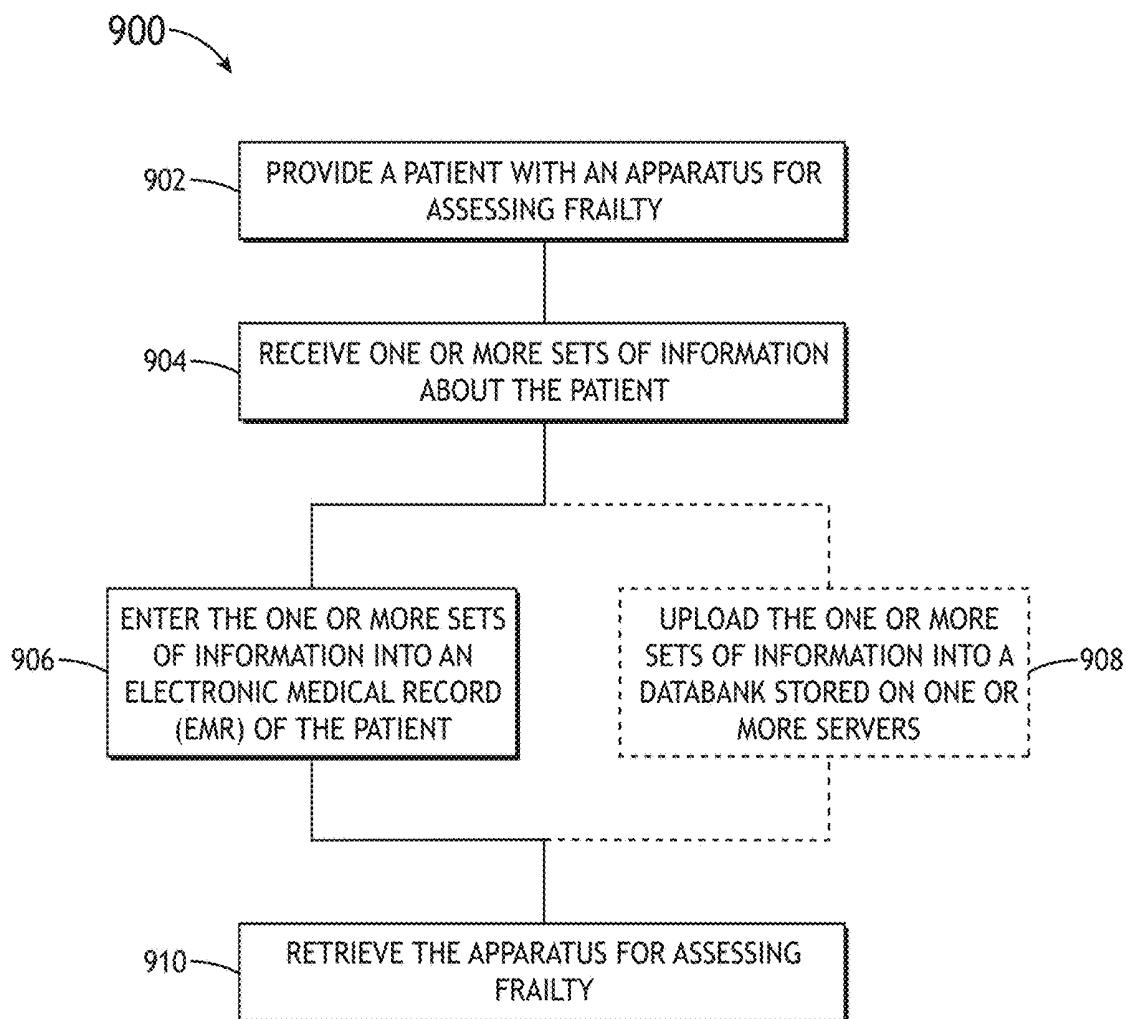 900
902
PROVIDE A PATIENT WITH AN APPARATUS FOR
ASSESSING FRAILTY
904
RECEIVE ONE OR MORE SETS OF INFORMATION
ABOUT THE PATIENT
906
ENTER THE ONE OR MORE SETS
OF INFORMATION INTO AN
ELECTRONIC MEDICAL RECORD
(EMR) OF THE PATIENT
UPLOAD THE ONE OR MORE
SETS OF INFORMATION INTO A
DATABANK STORED ON ONE OR
MORE SERVERS
908
910
RETRIEVE THE APPARATUS FOR ASSESSING
FRAILTY